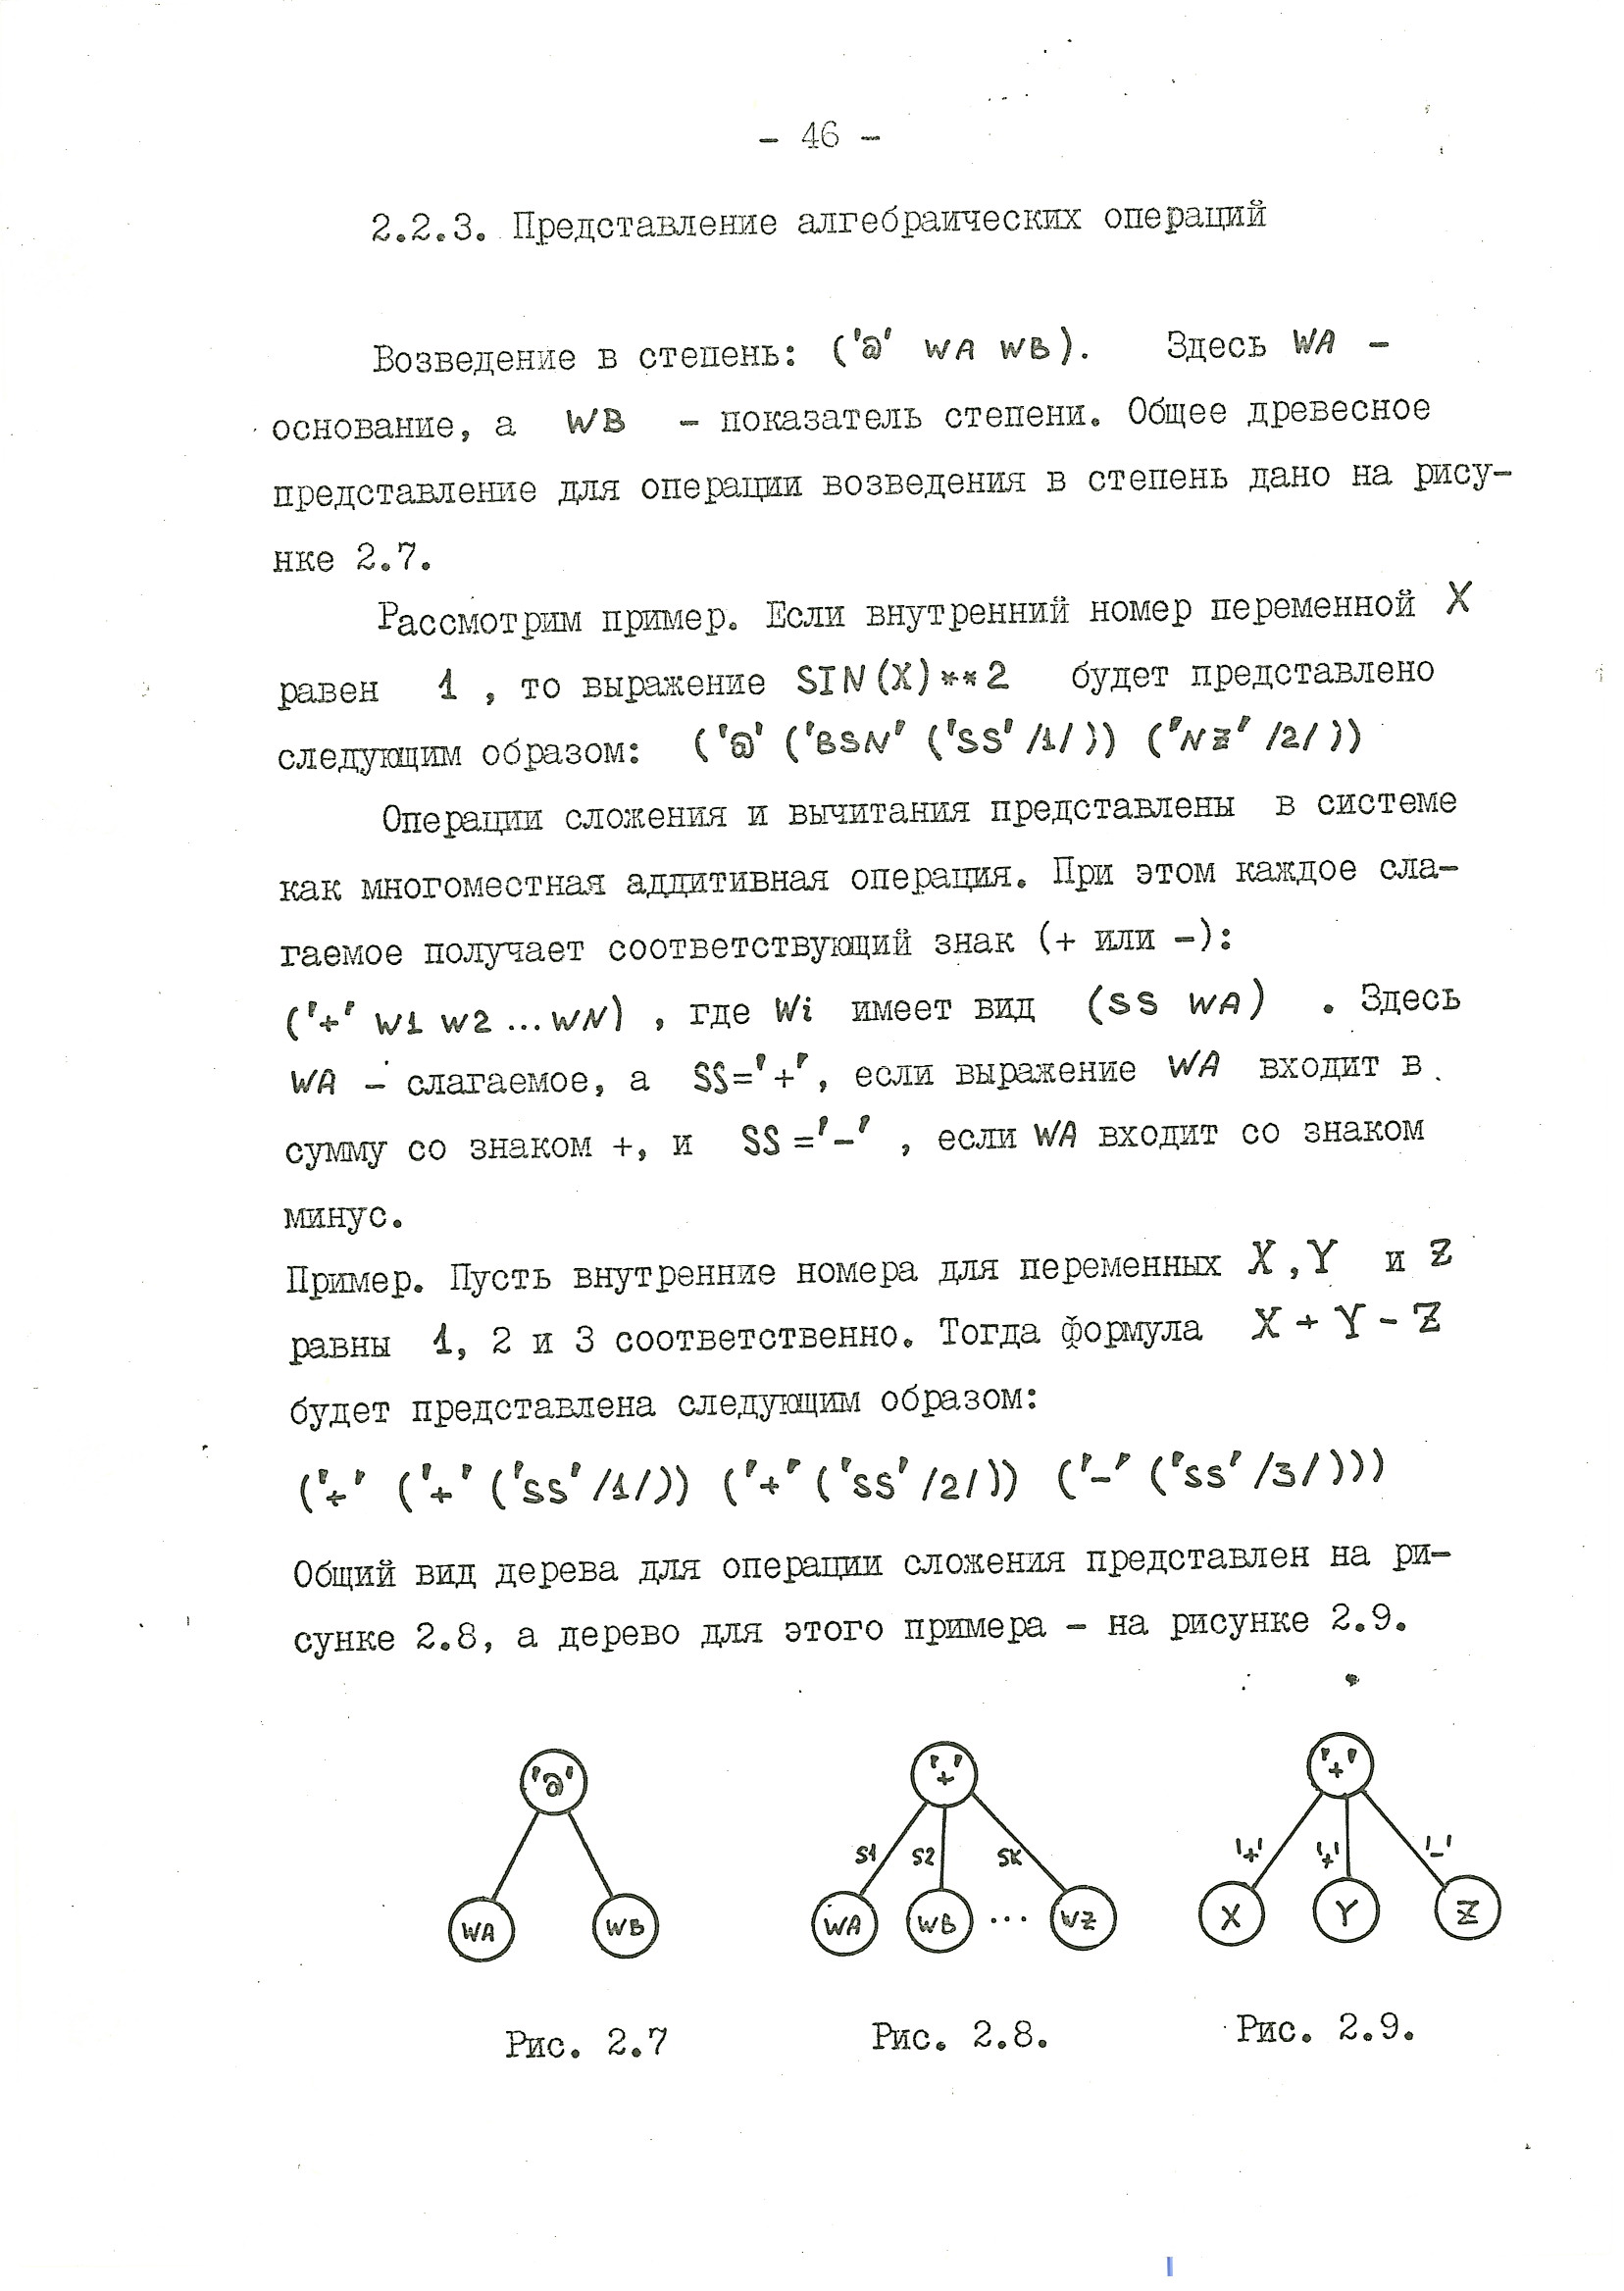 - 46 -
2.2.3. Представление алгебраических операций
Возведение в степень: ('@' WA WB). Здесь WA -
основание, а WB - показатель степени. Общее древесное
представление для операции возведения в степень дано на рису-
нке 2.7.
Рассмотрим пример. Если внутренний номер переменной X
равен 1 , то выражение SIN(X)**2 будет представлено
следующим образом: ('@' ('BSN' ('SS' /1/)) ('NZ' /2/))
Операции сложения и вычитания представлены в системе
как многоместная аддитивная операция. При этом каждое сла-
гаемое получает соответствующий знак (+ или -):
('+' W1 W2 ... WN) , где Wi имеет вид (SS WA) . Здесь
WA - слагаемое, а SS='+', если выражение WA входит в
сумму со знаком +, и SS='-' , если WA входит со знаком
минус.
Пример. Пусть внутренние номера для переменных X, Y и Z
равны 1, 2 и 3 соответственно. Тогда формула X + Y - Z
будет представлена следующим образом:
('+' ('+' ('SS' /1/)) ('+' ('SS' /2/)) ('-' ('SS' /3/)))
Общий вид дерева для операции сложения представлен на ри-
сунке 2.8, а дерево для этого примера - на рисунке 2.9.
'@' '+' '+'
S1 S2 SK '+' '+' '-'
WA WB WA WB ... WZ X Y Z
Рис. 2.7 Рис. 2.8. Рис. 2.9.